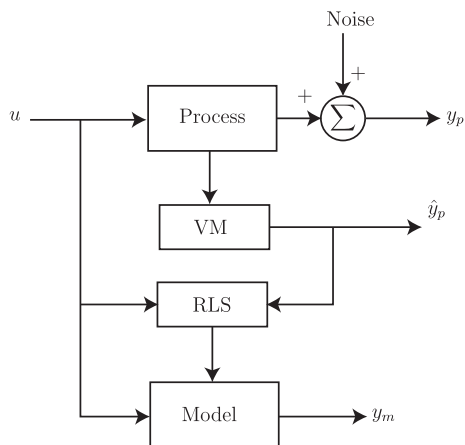 Noise
+
+
u
Process
∑
y_p
VM
ŷ_p
RLS
Model
y_m